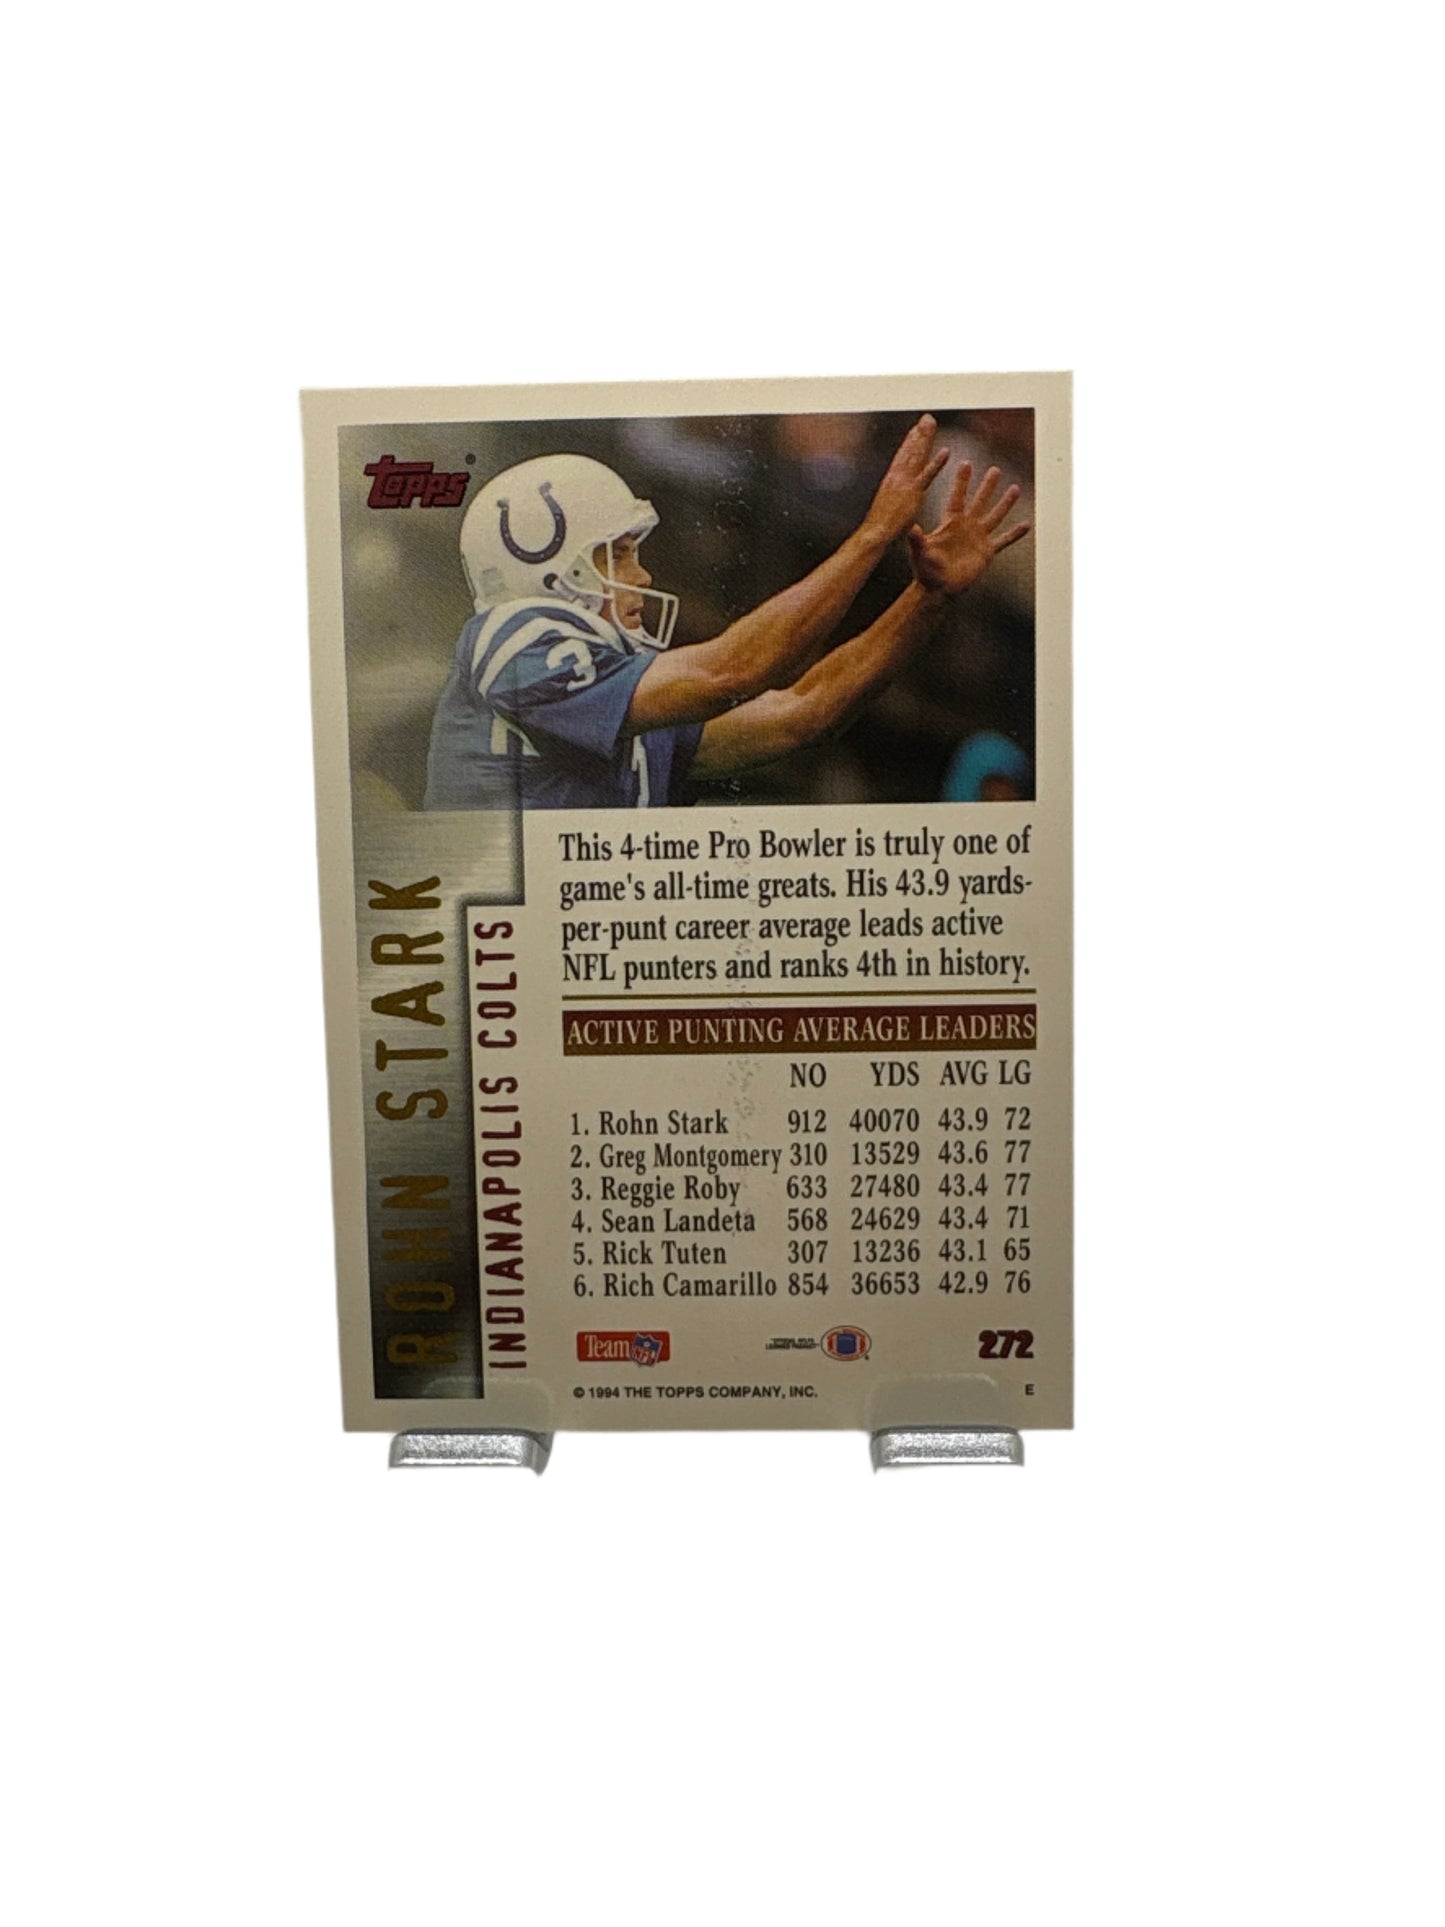 Topps®
3
ROHN STARK
INDIANAPOLIS COLTS
This 4-time Pro Bowler is truly one of
game's all-time greats. His 43.9 yards-
per-punt career average leads active
NFL punters and ranks 4th in history.
ACTIVE PUNTING AVERAGE LEADERS
NO YDS AVG LG
1. Rohn Stark 912 40070 43.9 72
2. Greg Montgomery 310 13529 43.6 77
3. Reggie Roby 633 27480 43.4 77
4. Sean Landeta 568 24629 43.4 71
5. Rick Tuten 307 13236 43.1 65
6. Rich Camarillo 854 36653 42.9 76
Team NFL
272
© 1994 THE TOPPS COMPANY, INC.
E